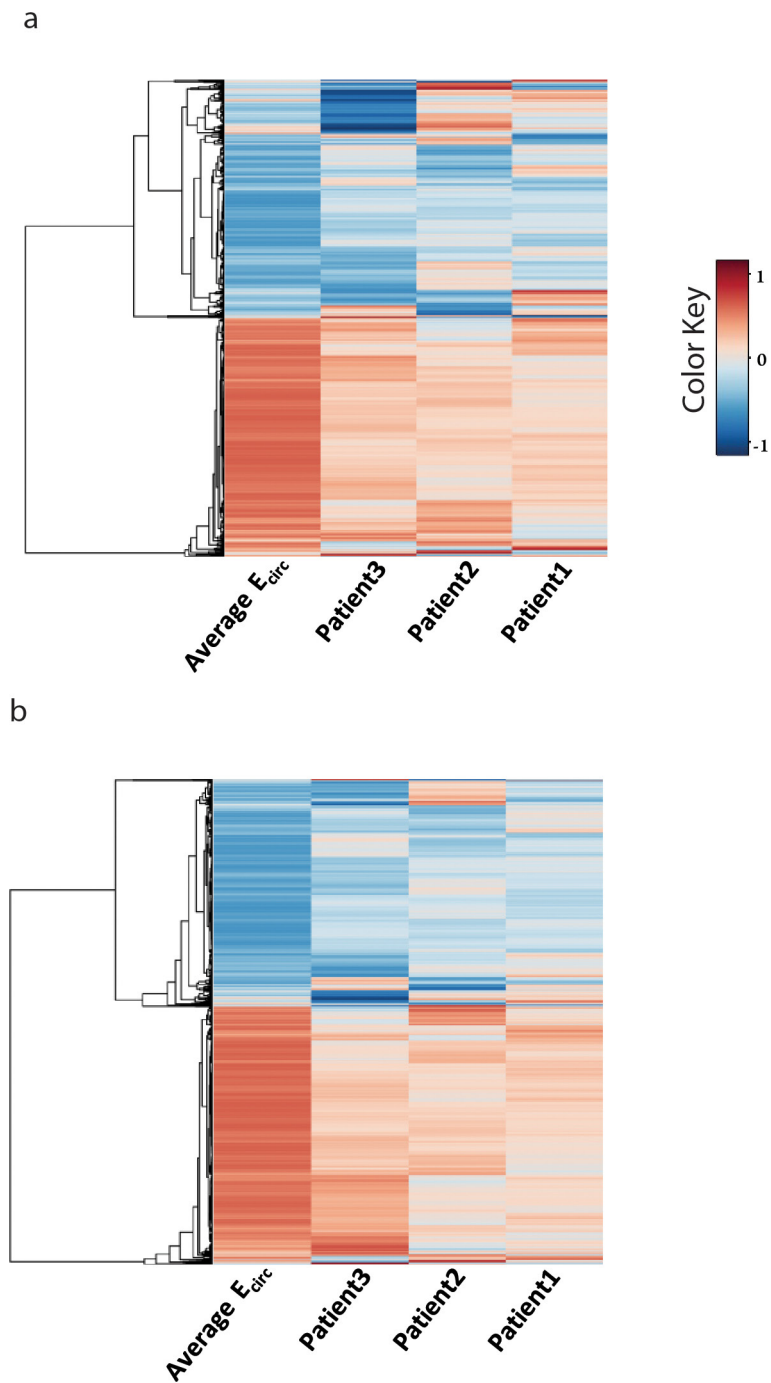 a
1
0
-1
Color Key
Average Ecirc
Patient3
Patient2
Patient1
b
Average Ecirc
Patient3
Patient2
Patient1